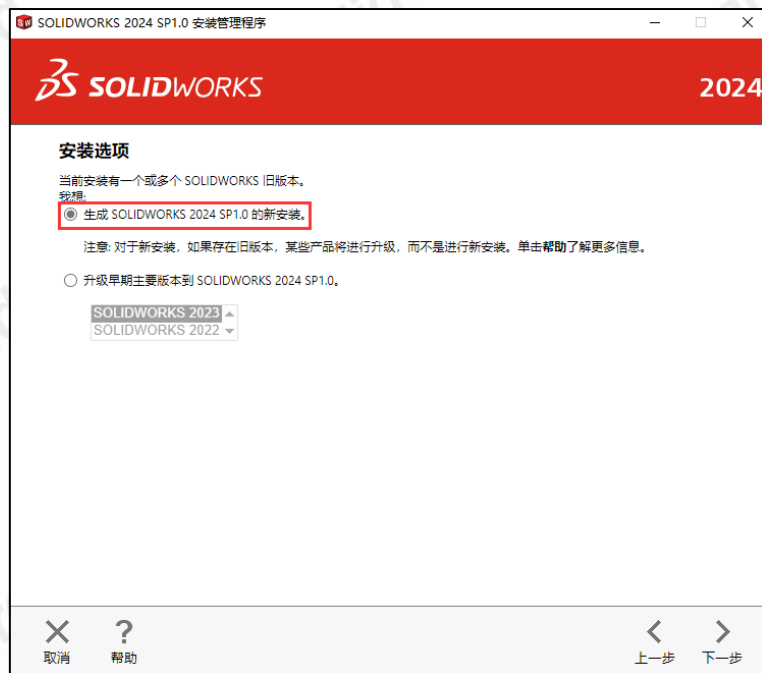 SOLIDWORKS 2024 SP1.0 安装管理程序
SOLIDWORKS
2024
安装选项
当前安装有一个或多个 SOLIDWORKS 旧版本。
我想:
生成 SOLIDWORKS 2024 SP1.0 的新安装。
注意: 对于新安装，如果存在旧版本，某些产品将进行升级，而不是进行新安装。单击帮助了解更多信息。
升级早期主要版本到 SOLIDWORKS 2024 SP1.0。
SOLIDWORKS 2023
SOLIDWORKS 2022
取消 帮助 上一步 下一步